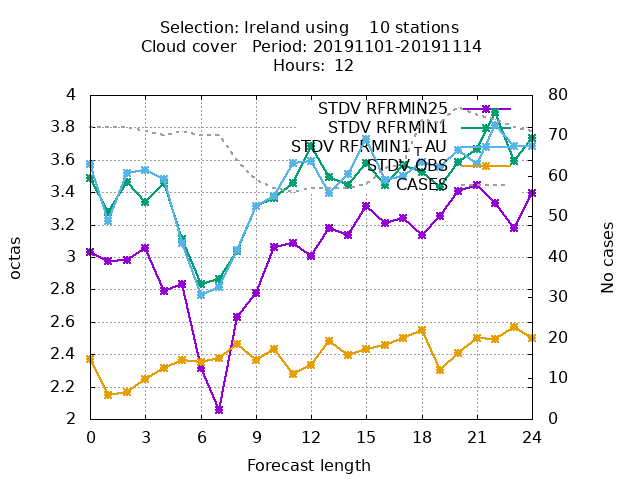 Selection: Ireland using    10 stations
Cloud cover   Period: 20191101-20191114
Hours:  12
4
3.8
3.6
3.4
3.2
3
2.8
2.6
2.4
2.2
2
80
70
60
50
40
30
20
10
0
STDV RFRMIN25
STDV RFRMIN1
STDV RFRMIN1_T_AU
STDV OBS
CASES
octas
No cases
0 3 6 9 12 15 18 21 24
Forecast length